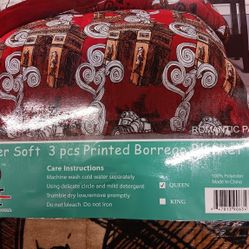 ROMANTIC PA
er Soft 3 pcs Printed Borrego Blanket
Care Instructions
Machine wash cold water separately
Using delicate circle and mild detergent
Trumble dry low,remove promptly
Do not bleach Do not Iron
QUEEN
KING
100% Polyester
Made in China